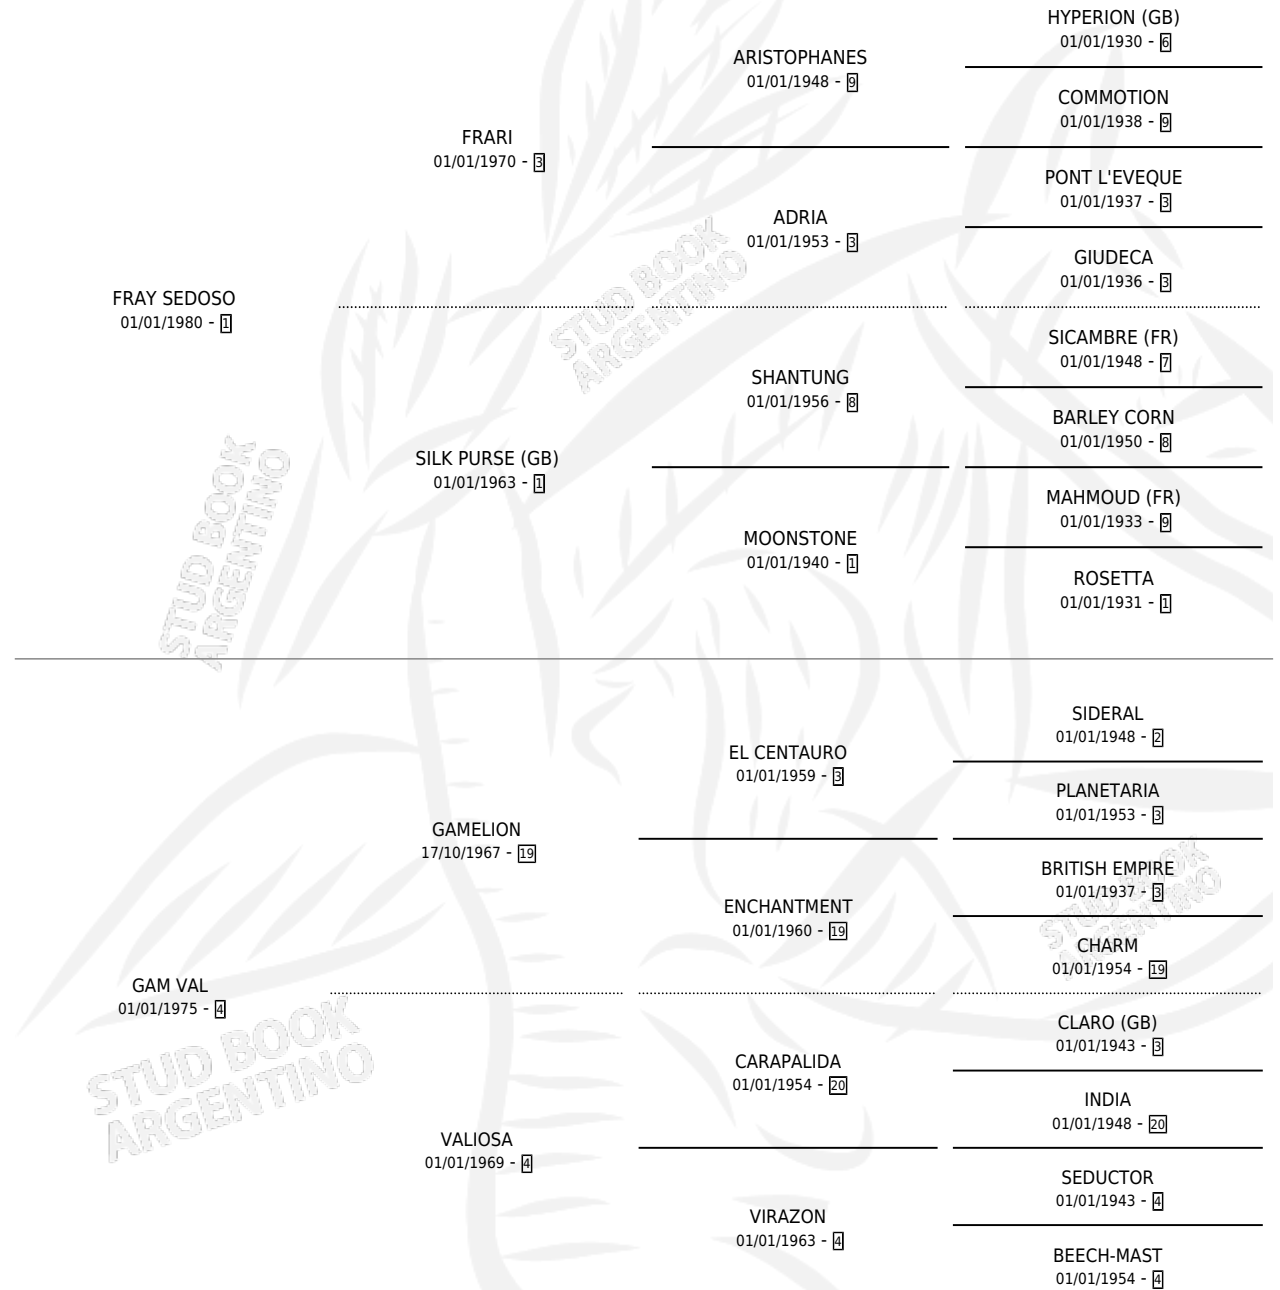 HYPERION (GB)
01/01/1930 - 6
ARISTOPHANES
01/01/1948 - 9
COMMOTION
01/01/1938 - 9
FRARI
01/01/1970 - 3
PONT L'EVEQUE
01/01/1937 - 3
ADRIA
01/01/1953 - 3
GIUDECA
01/01/1936 - 3
FRAY SEDOSO
01/01/1980 - 1
SICAMBRE (FR)
01/01/1948 - 7
SHANTUNG
01/01/1956 - 8
BARLEY CORN
01/01/1950 - 8
SILK PURSE (GB)
01/01/1963 - 1
MAHMOUD (FR)
01/01/1933 - 9
MOONSTONE
01/01/1940 - 1
ROSETTA
01/01/1931 - 1
SIDERAL
01/01/1948 - 2
EL CENTAURO
01/01/1959 - 3
PLANETARIA
01/01/1953 - 3
GAMELION
17/10/1967 - 19
BRITISH EMPIRE
01/01/1937 - 3
ENCHANTMENT
01/01/1960 - 19
CHARM
01/01/1954 - 19
GAM VAL
01/01/1975 - 4
CLARO (GB)
01/01/1943 - 3
CARAPALIDA
01/01/1954 - 20
INDIA
01/01/1948 - 20
VALIOSA
01/01/1969 - 4
SEDUCTOR
01/01/1943 - 4
VIRAZON
01/01/1963 - 4
BEECH-MAST
01/01/1954 - 4
STUD BOOK
ARGENTINO
STUD BOOK
ARGENTINO
STUD BOOK
ARGENTINO
STUD BOOK
ARGENTINO